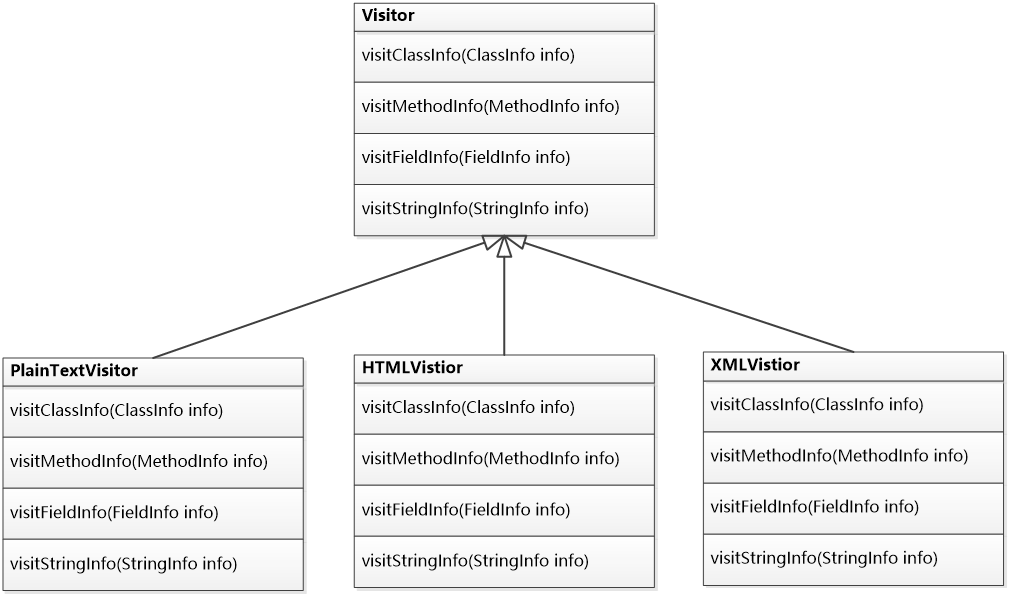 Visitor
visitClassInfo(ClassInfo info)
visitMethodInfo(MethodInfo info)
visitFieldInfo(FieldInfo info)
visitStringInfo(StringInfo info)
PlainTextVisitor
visitClassInfo(ClassInfo info)
visitMethodInfo(MethodInfo info)
visitFieldInfo(FieldInfo info)
visitStringInfo(StringInfo info)
HTMLVistior
visitClassInfo(ClassInfo info)
visitMethodInfo(MethodInfo info)
visitFieldInfo(FieldInfo info)
visitStringInfo(StringInfo info)
XMLVistior
visitClassInfo(ClassInfo info)
visitMethodInfo(MethodInfo info)
visitFieldInfo(FieldInfo info)
visitStringInfo(StringInfo info)